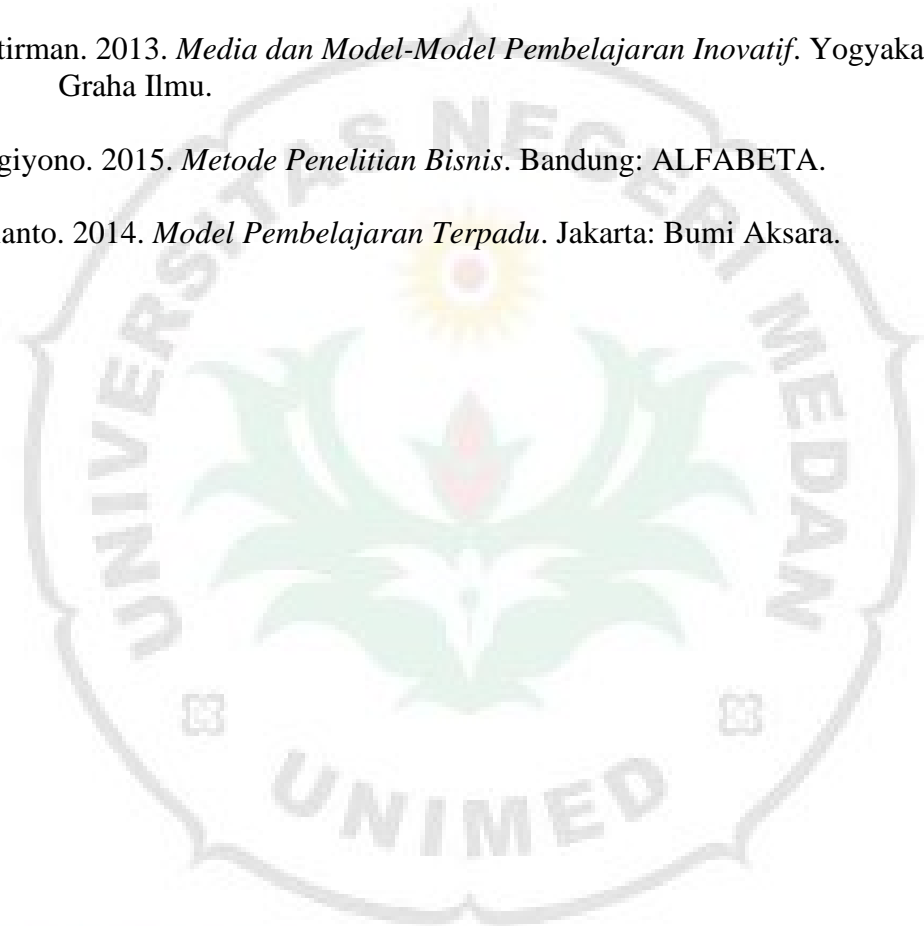 tirman. 2013. Media dan Model-Model Pembelajaran Inovatif. Yogyaka
Graha Ilmu.
giyono. 2015. Metode Penelitian Bisnis. Bandung: ALFABETA.
anto. 2014. Model Pembelajaran Terpadu. Jakarta: Bumi Aksara.
UNIVERSITAS NEGERI MEDAN
UNIMED